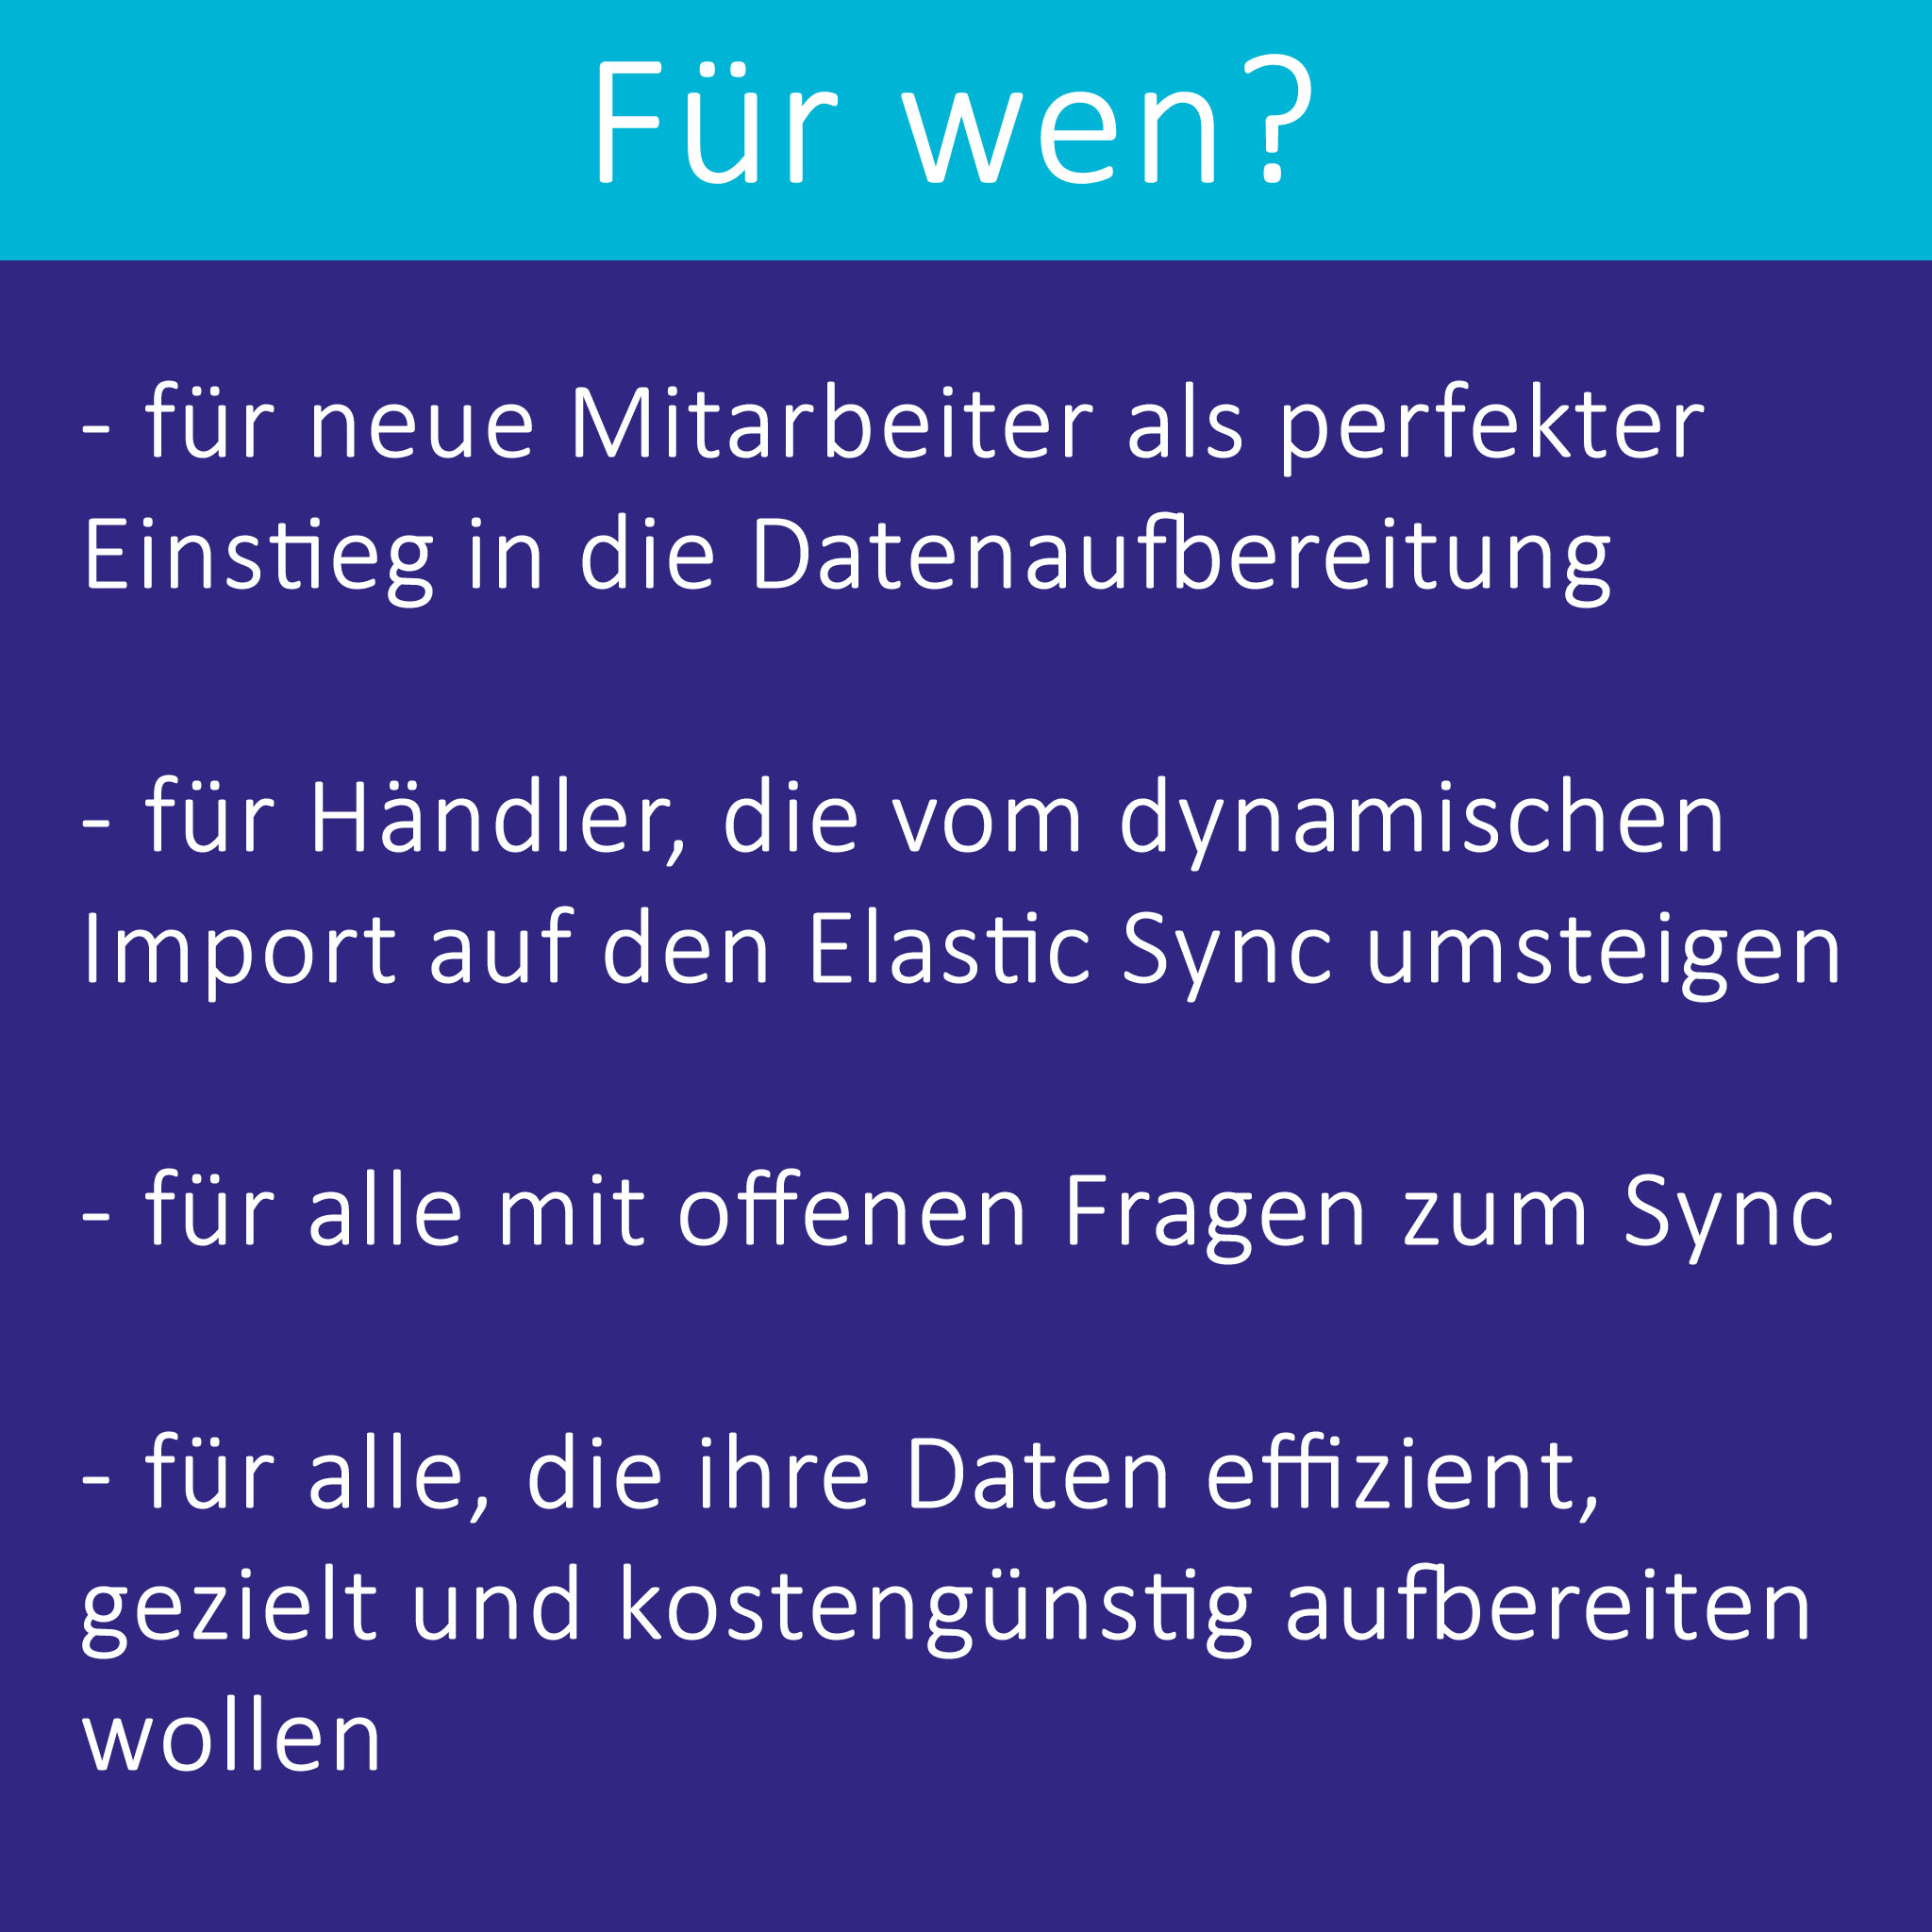 Für wen?
- für neue Mitarbeiter als perfekter
Einstieg in die Datenaufbereitung
- für Händler, die vom dynamischen
Import auf den Elastic Sync umsteigen
- für alle mit offenen Fragen zum Sync
- für alle, die ihre Daten effizient,
gezielt und kostengünstig aufbereiten
wollen